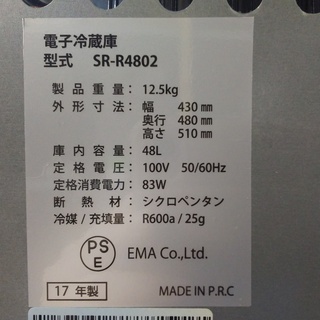 電子冷蔵庫
型式 SR-R4802
製品重量: 12.5kg
外形寸法: 幅 430㎜
奥行 480㎜
高さ 510㎜
庫内容量: 48L
定格電圧: 100V 50/60Hz
定格消費電力: 83W
断熱材: シクロペンタン
冷媒/充填量: R600a / 25g
PS
E
EMA Co.,Ltd.
17年製
MADE IN P.R.C